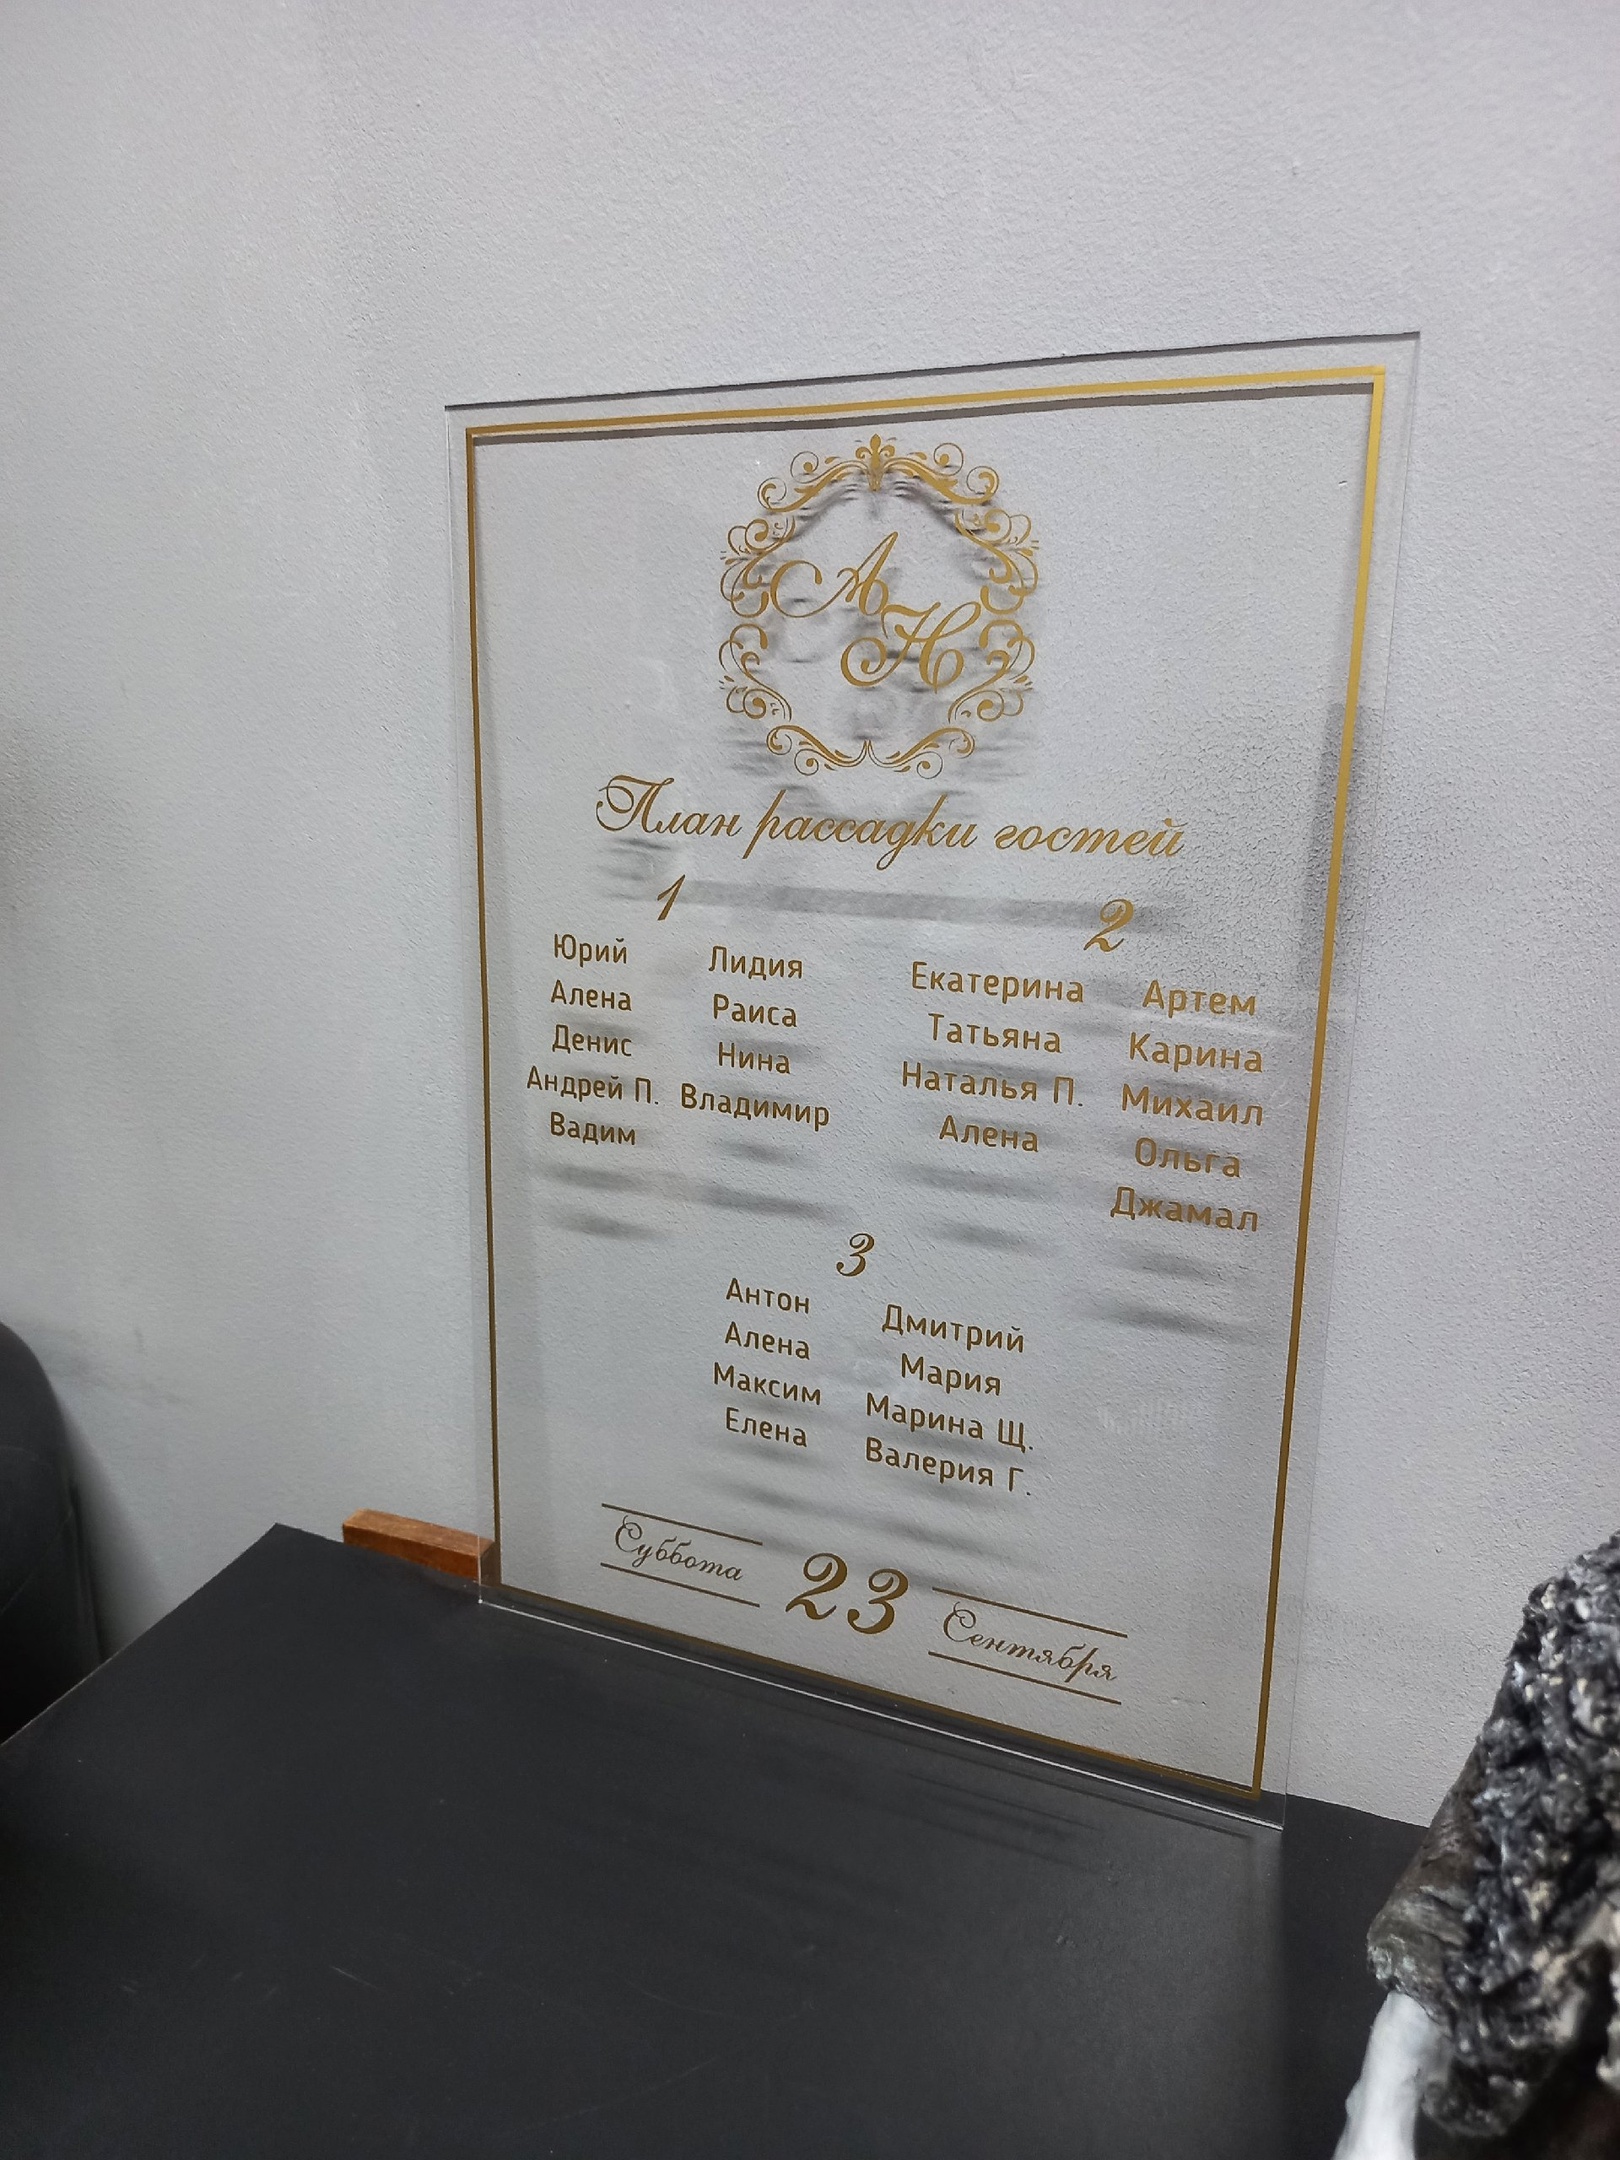 А
Н
План рассадки гостей
1
Юрий Лидия
Алена Раиса
Денис Нина
Андрей П. Владимир
Вадим
2
Екатерина Артем
Татьяна Карина
Наталья П. Михаил
Алена Ольга
Джамал
3
Антон Дмитрий
Алена Мария
Максим Марина Щ.
Елена Валерия Г.
Суббота 23 Сентября